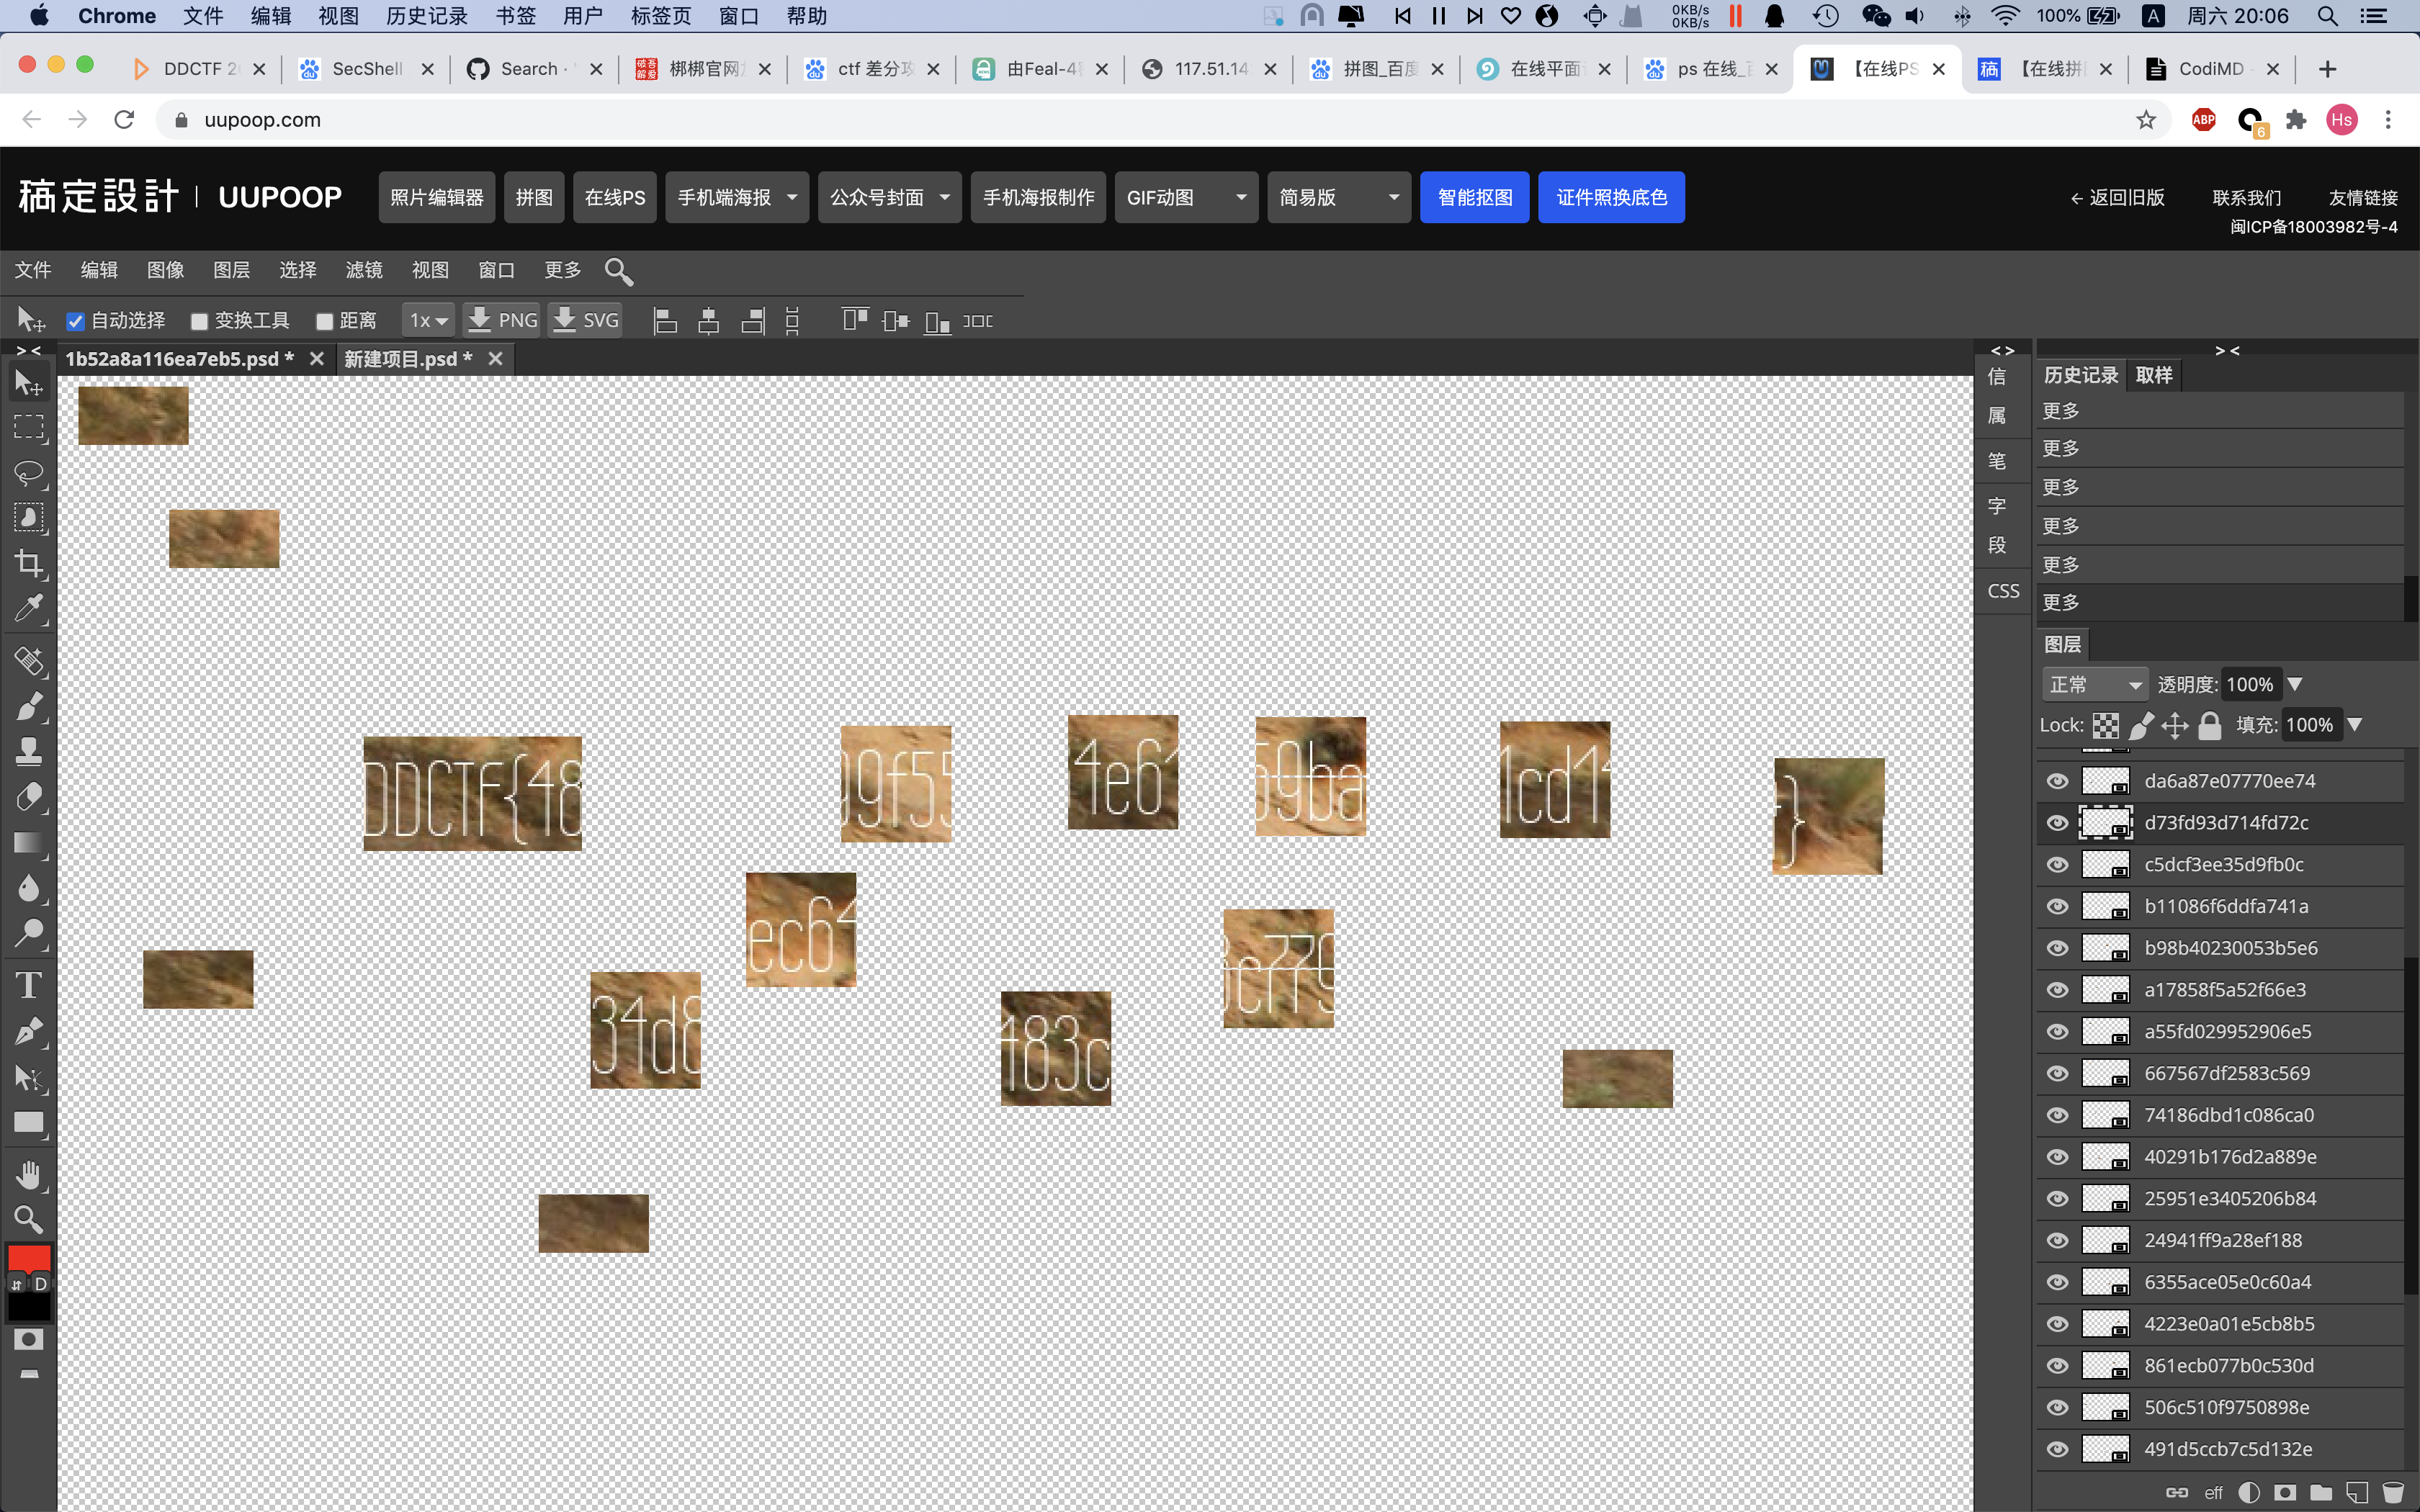 Chrome 文件 编辑 视图 历史记录 书签 用户 标签页 窗口 帮助 0KB/s 0KB/s 100% A 周六 20:06
DDCTF 2 SecShell Search · 梆梆官网 ctf 差分攻 由Feal-4 117.51.14 拼图_百度 在线平面 ps 在线_百 【在线PS 【在线拼 CodiMD
uupoop.com ABP 6 Hs
稿定設計 UUPOOP 照片编辑器 拼图 在线PS 手机端海报 公众号封面 手机海报制作 GIF动图 简易版 智能抠图 证件照换底色 ← 返回旧版 联系我们 友情链接
闽ICP备18003982号-4
文件 编辑 图像 图层 选择 滤镜 视图 窗口 更多
自动选择 变换工具 距离 1x PNG SVG
1b52a8a116ea7eb5.psd * 新建项目.psd *
DDCTF{48
99f55
4e61
59ba
1cd14
}
ec64
34d8
483c
c779
信
属
笔
字
段
CSS
历史记录 取样
更多
更多
更多
更多
更多
更多
图层
正常 透明度: 100%
Lock: 填充: 100%
da6a87e07770ee74
d73fd93d714fd72c
c5dcf3ee35d9fb0c
b11086f6ddfa741a
b98b40230053b5e6
a17858f5a52f66e3
a55fd029952906e5
667567df2583c569
74186dbd1c086ca0
40291b176d2a889e
25951e3405206b84
24941ff9a28ef188
6355ace05e0c60a4
4223e0a01e5cb8b5
861ecb077b0c530d
506c510f9750898e
491d5ccb7c5d132e
eff
T
D